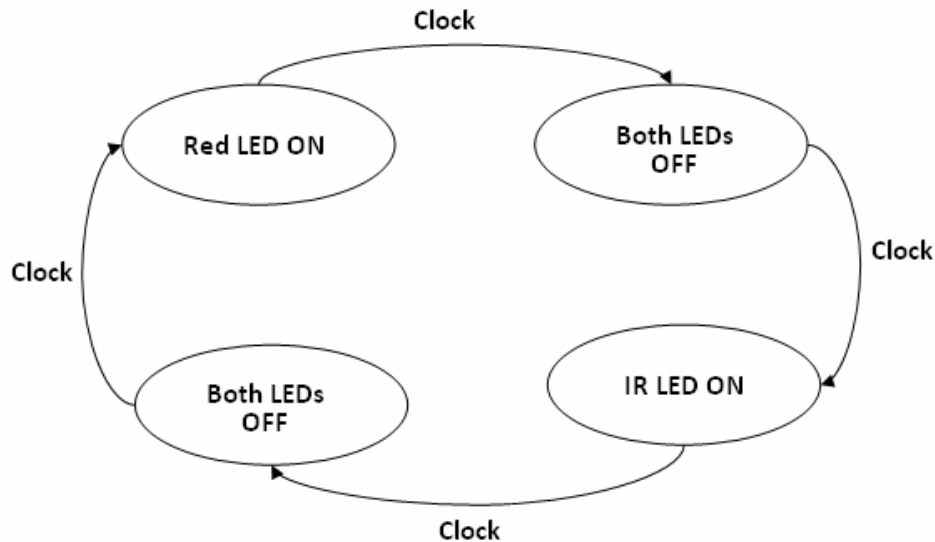 Clock
Red LED ON
Both LEDs
OFF
Clock
Clock
Both LEDs
OFF
IR LED ON
Clock